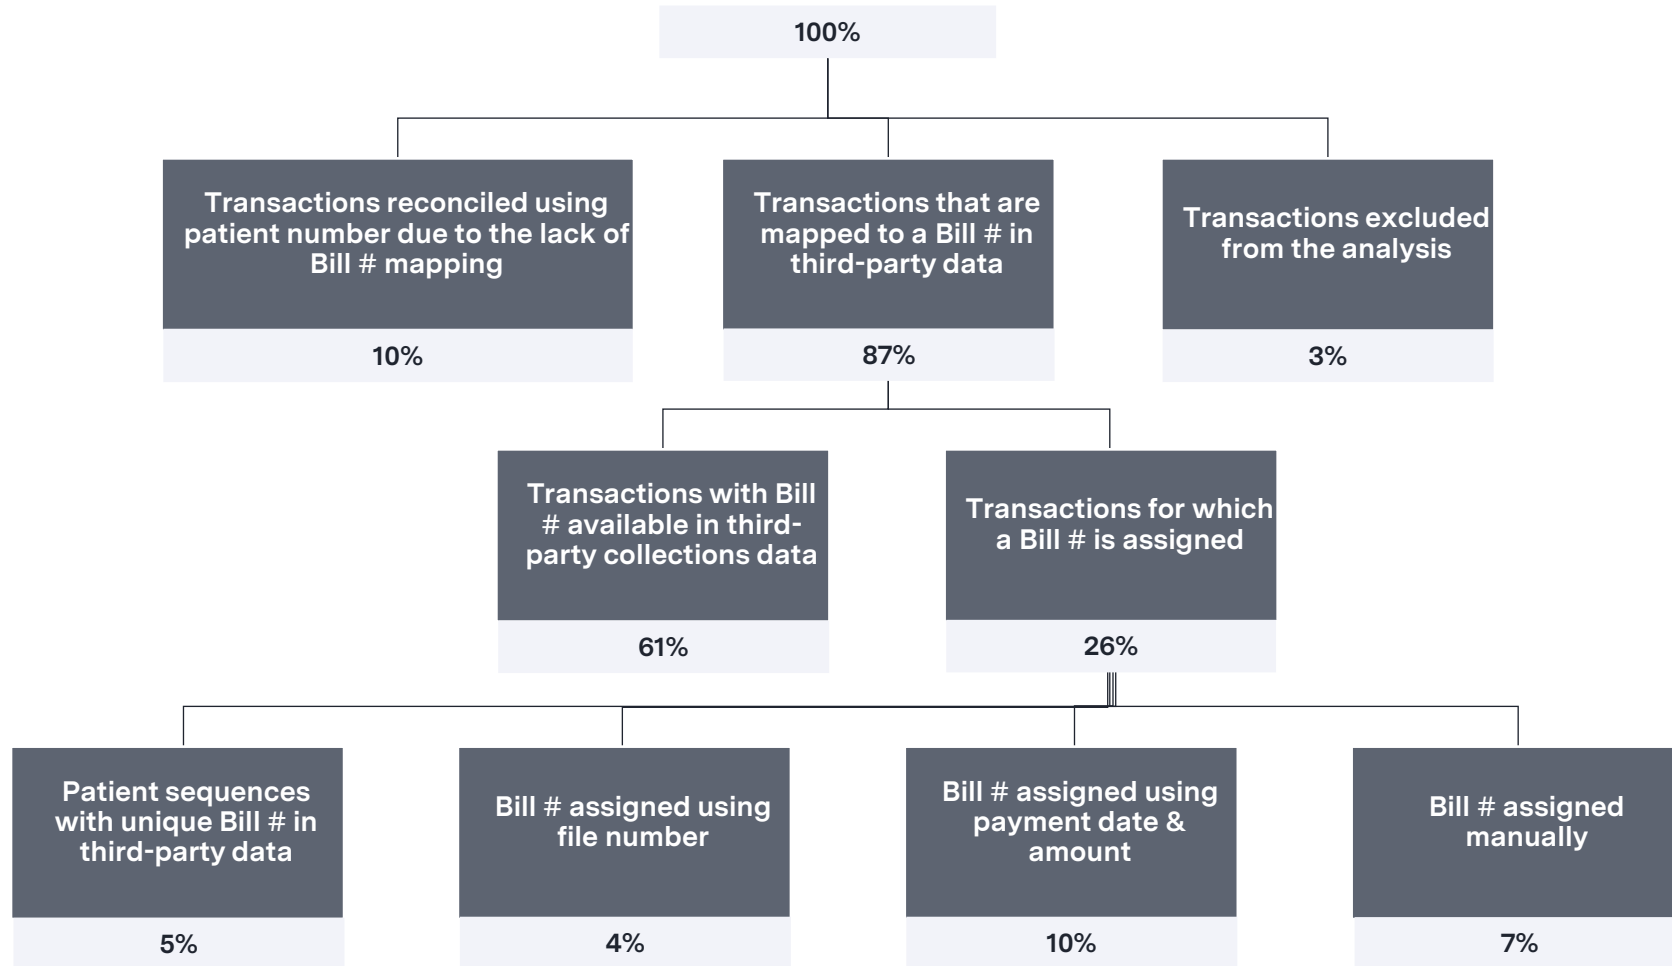 100%
Transactions reconciled using
patient number due to the lack of
Bill # mapping
10%
Transactions that are
mapped to a Bill # in
third-party data
87%
Transactions excluded
from the analysis
3%
Transactions with Bill
# available in third-
party collections data
61%
Transactions for which
a Bill # is assigned
26%
Patient sequences
with unique Bill # in
third-party data
5%
Bill # assigned using
file number
4%
Bill # assigned using
payment date &
amount
10%
Bill # assigned
manually
7%